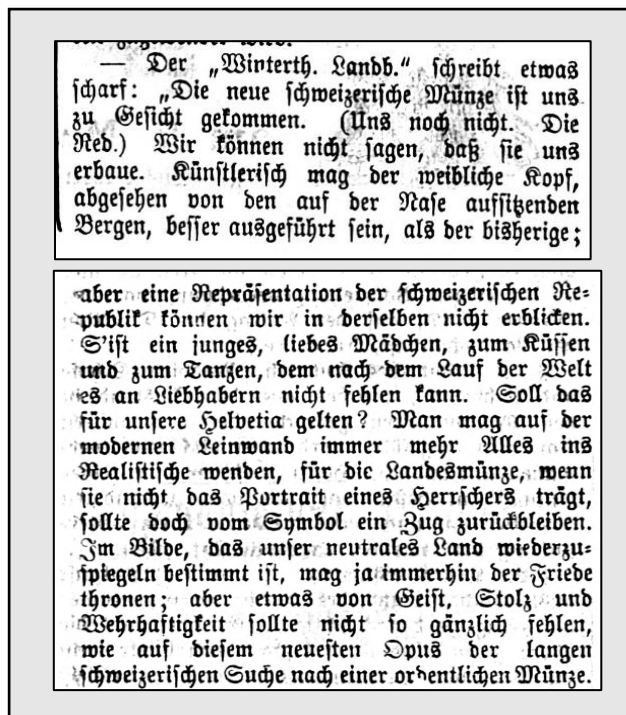 — Der „Winterth. Landb.“ schreibt etwas
scharf: „Die neue schweizerische Münze ist uns
zu Gesicht gekommen. (Uns noch nicht. Die
Red.) Wir können nicht sagen, daß sie uns
erbaue. Künstlerisch mag der weibliche Kopf,
abgesehen von den auf der Nase aufsitzenden
Bergen, besser ausgeführt sein, als der bisherige;
aber eine Repräsentation der schweizerischen Re-
publik können wir in derselben nicht erblicken.
S'ist ein junges, liebes Mädchen, zum Küssen
und zum Tanzen, dem nach dem Lauf der Welt
es an Liebhabern nicht fehlen kann. Soll das
für unsere Helvetia gelten? Man mag auf der
modernen Leinwand immer mehr Alles ins
Realistische wenden, für die Landesmünze, wenn
sie nicht das Portrait eines Herrschers trägt,
sollte doch vom Symbol ein Zug zurückbleiben.
Im Bilde, das unser neutrales Land wiederzu-
spiegeln bestimmt ist, mag ja immerhin der Friede
thronen; aber etwas von Geist, Stolz und
Wehrhaftigkeit sollte nicht so gänzlich fehlen,
wie auf diesem neuesten Opus der langen
schweizerischen Suche nach einer ordentlichen Münze.